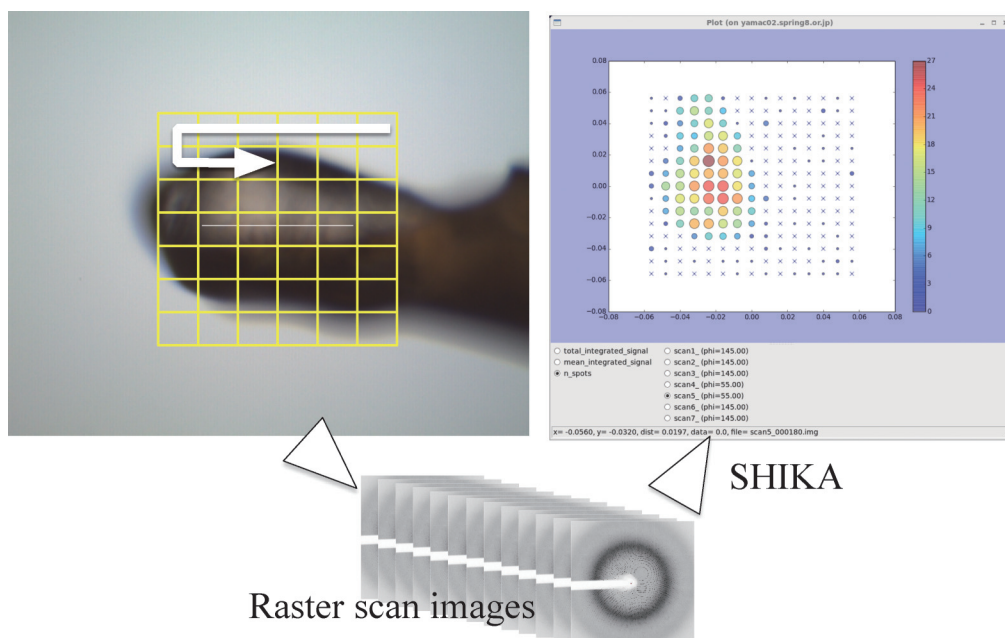 Plot (on yamac02.spring8.or.jp)
0.08
0.06
0.04
0.02
0.00
−0.02
−0.04
−0.06
−0.08
−0.08 −0.06 −0.04 −0.02 0.00 0.02 0.04 0.06 0.08
27
24
21
18
15
12
9
6
3
0
total_integrated_signal
mean_integrated_signal
n_spots
scan1_ (phi=145.00)
scan2_ (phi=145.00)
scan3_ (phi=145.00)
scan4_ (phi=55.00)
scan5_ (phi=55.00)
scan6_ (phi=145.00)
scan7_ (phi=145.00)
x= -0.0560, y= -0.0320, dist= 0.0197, data= 0.0, file= scan5_000180.img
SHIKA
Raster scan images